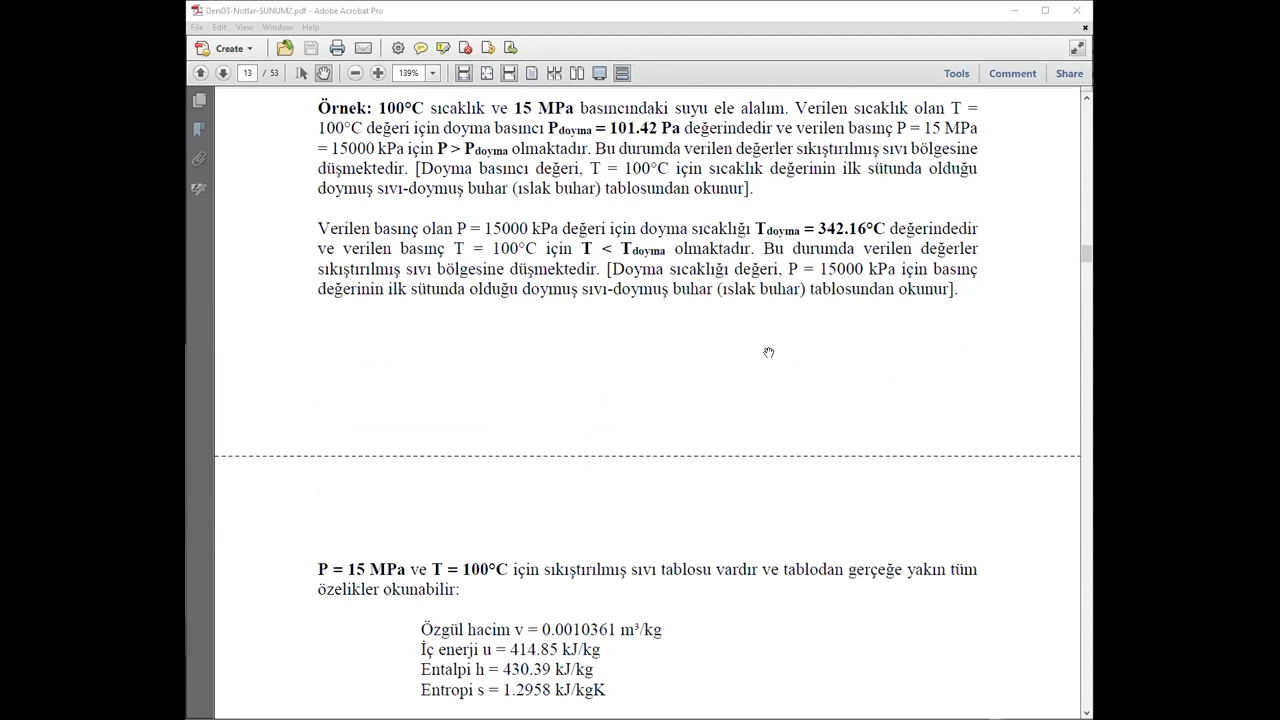 Ders03-Notlar-SUNUM2.pdf - Adobe Acrobat Pro
File Edit View Window Help
Create
13 / 53 139% Tools Comment Share
Örnek: 100°C sıcaklık ve 15 MPa basıncındaki suyu ele alalım. Verilen sıcaklık olan T =
100°C değeri için doyma basıncı Pdoyma = 101.42 Pa değerindedir ve verilen basınç P = 15 MPa
= 15000 kPa için P > Pdoyma olmaktadır. Bu durumda verilen değerler sıkıştırılmış sıvı bölgesine
düşmektedir. [Doyma basıncı değeri, T = 100°C için sıcaklık değerinin ilk sütunda olduğu
doymuş sıvı-doymuş buhar (ıslak buhar) tablosundan okunur].
Verilen basınç olan P = 15000 kPa değeri için doyma sıcaklığı Tdoyma = 342.16°C değerindedir
ve verilen basınç T = 100°C için T < Tdoyma olmaktadır. Bu durumda verilen değerler
sıkıştırılmış sıvı bölgesine düşmektedir. [Doyma sıcaklığı değeri, P = 15000 kPa için basınç
değerinin ilk sütunda olduğu doymuş sıvı-doymuş buhar (ıslak buhar) tablosundan okunur].
P = 15 MPa ve T = 100°C için sıkıştırılmış sıvı tablosu vardır ve tablodan gerçeğe yakın tüm
özelikler okunabilir:
Özgül hacim v = 0.0010361 m³/kg
İç enerji u = 414.85 kJ/kg
Entalpi h = 430.39 kJ/kg
Entropi s = 1.2958 kJ/kgK